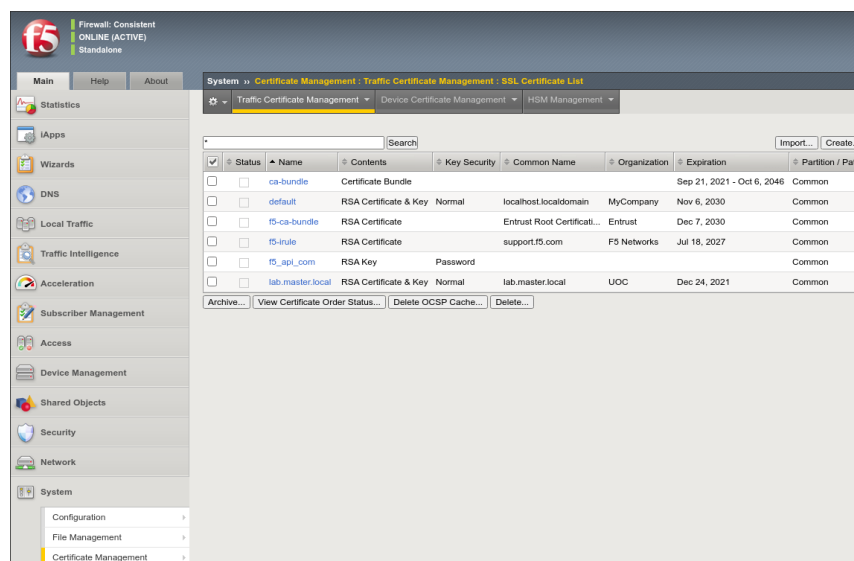 Firewall: Consistent
ONLINE (ACTIVE)
Standalone
f5
Main Help About
System ›› Certificate Management : Traffic Certificate Management : SSL Certificate List
Traffic Certificate Management Device Certificate Management HSM Management
Statistics
iApps
Wizards
DNS
Local Traffic
Traffic Intelligence
Acceleration
Subscriber Management
Access
Device Management
Shared Objects
Security
Network
System
Configuration
File Management
Certificate Management
* Search Import... Create.
Status Name Contents Key Security Common Name Organization Expiration Partition / Pa
ca-bundle Certificate Bundle Sep 21, 2021 - Oct 6, 2046 Common
default RSA Certificate & Key Normal localhost.localdomain MyCompany Nov 6, 2030 Common
f5-ca-bundle RSA Certificate Entrust Root Certificati... Entrust Dec 7, 2030 Common
f5-irule RSA Certificate support.f5.com F5 Networks Jul 18, 2027 Common
f5_api_com RSA Key Password Common
lab.master.local RSA Certificate & Key Normal lab.master.local UOC Dec 24, 2021 Common
Archive... View Certificate Order Status... Delete OCSP Cache... Delete...